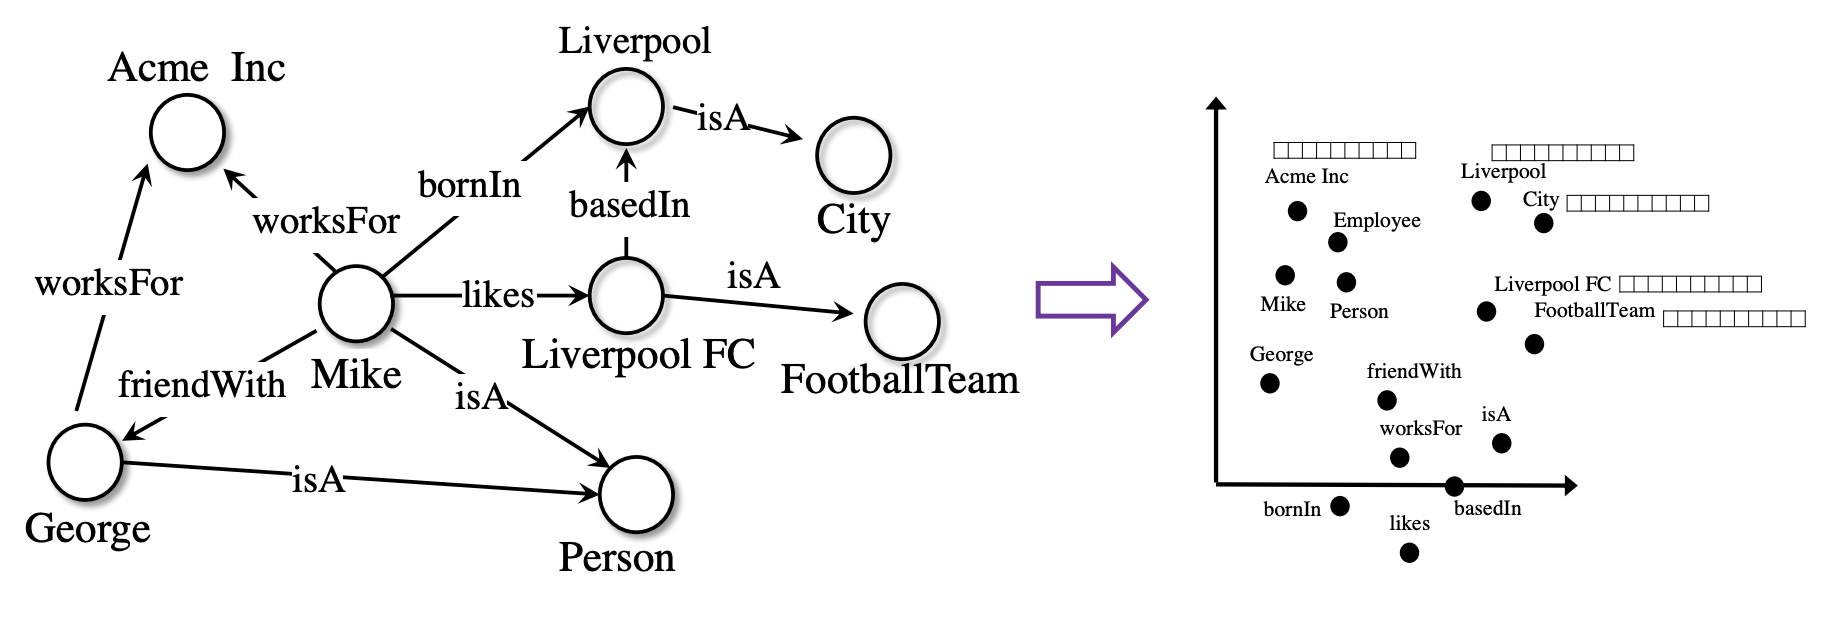 Acme Inc
Liverpool
isA
City
bornIn
basedIn
worksFor
worksFor
likes
isA
Mike
Liverpool FC
FootballTeam
friendWith
isA
isA
George
Person
Acme Inc
Liverpool
City
Employee
Liverpool FC
FootballTeam
Mike
Person
George
friendWith
isA
worksFor
bornIn
basedIn
likes